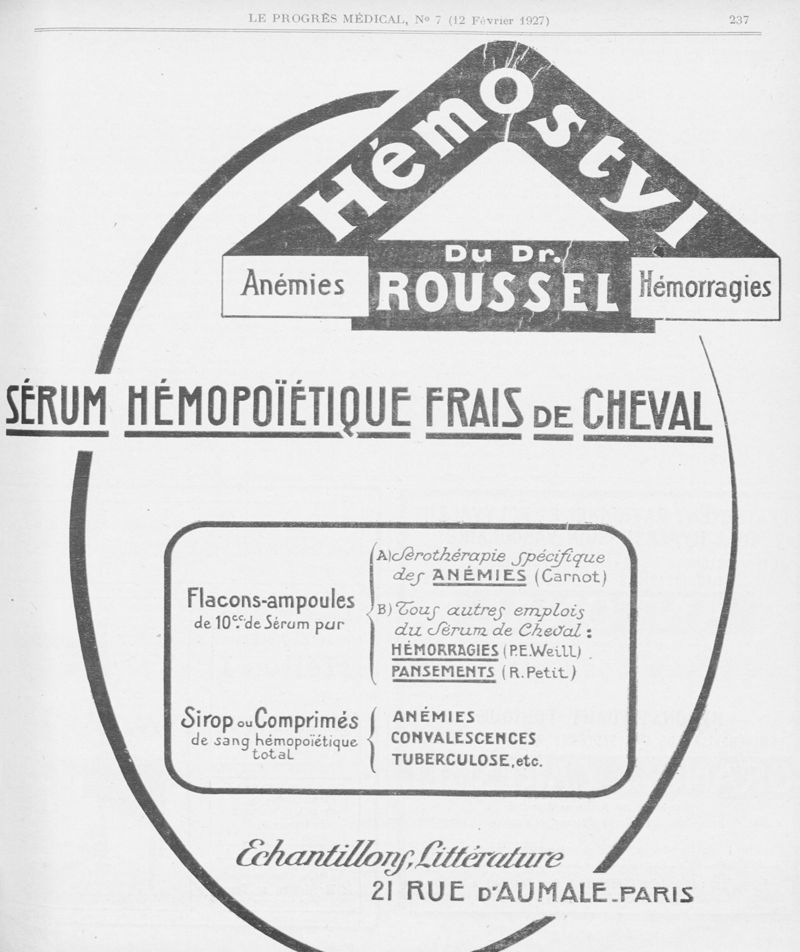 LE PROGRÈS MÉDICAL, No 7 (12 Février 1927) 237
HémOstyl
Du Dr.
Anémies ROUSSEL Hémorragies
SÉRUM HÉMOPOÏÉTIQUE FRAIS DE CHEVAL
Flacons-ampoules
de 10cc. de Sérum pur
A) Sérothérapie spécifique
des ANÉMIES (Carnot)
B) Tous autres emplois
du Sérum de Cheval :
HÉMORRAGIES (P.E.Weill)
PANSEMENTS (R.Petit)
Sirop ou Comprimés
de sang hémopoïétique
total
ANÉMIES
CONVALESCENCES
TUBERCULOSE, etc.
Echantillons, Littérature
21 RUE D'AUMALE_PARIS